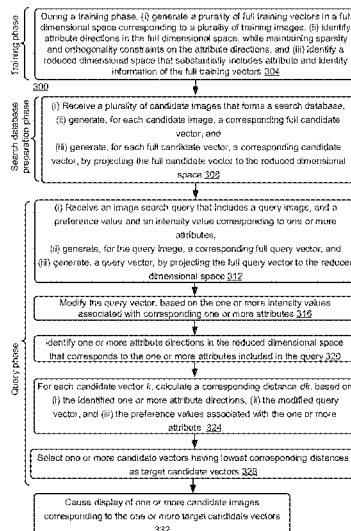 Training phase
During a training phase, (i) generate a plurality of full training vectors in a full
dimensional space corresponding to a plurality of training images, (ii) identify
attribute directions in the full dimensional space, while maintaining sparsity
and orthogonality constraints on the attribute directions, and (iii) identify a
reduced dimensional space that substantially includes attribute and identify
information of the full training vectors 304
300
Search database
preparation phase
(i) Receive a plurality of candidate images that forms a search database,
(ii) generate, for each candidate image, a corresponding full candidate
vector, and
(iii) generate, for each full candidate vector, a corresponding candidate
vector, by projecting the full candidate vector to the reduced dimensional
space 308
Query phase
(i) Receive an image search query that includes a query image, and a
preference value and an intensity value corresponding to one or more
attributes,
(ii) generate, for the query image, a corresponding full query vector, and
(iii) generate, a query vector, by projecting the full query vector to the reduced
dimensional space 312
Modify the query vector, based on the one or more intensity values
associated with corresponding one or more attributes 316
Identify one or more attribute directions in the reduced dimensional space
that corresponds to the one or more attributes included in the query 320
For each candidate vector k, calculate a corresponding distance dk, based on
(i) the identified one or more attribute directions, (ii) the modified query
vector, and (iii) the preference values associated with the one or more
attribute 324
Select one or more candidate vectors having lowest corresponding distances
as target candidate vectors 328
Cause display of one or more candidate images
corresponding to the one or more target candidate vectors
332